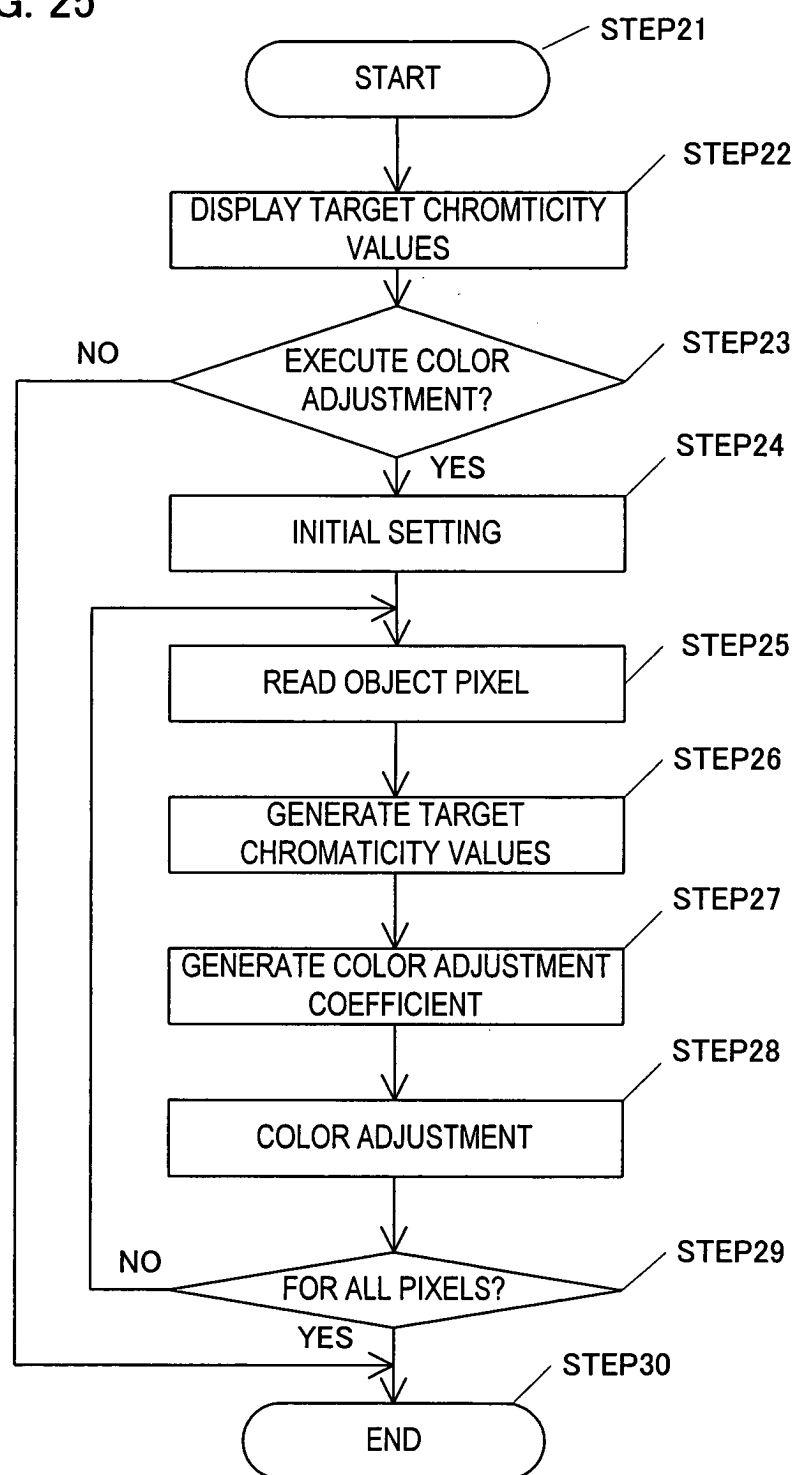 G. 25
STEP21
START
STEP22
DISPLAY TARGET CHROMTICITY
VALUES
STEP23
NO
EXECUTE COLOR
ADJUSTMENT?
STEP24
YES
INITIAL SETTING
STEP25
READ OBJECT PIXEL
STEP26
GENERATE TARGET
CHROMATICITY VALUES
STEP27
GENERATE COLOR ADJUSTMENT
COEFFICIENT
STEP28
COLOR ADJUSTMENT
STEP29
NO
FOR ALL PIXELS?
YES
STEP30
END